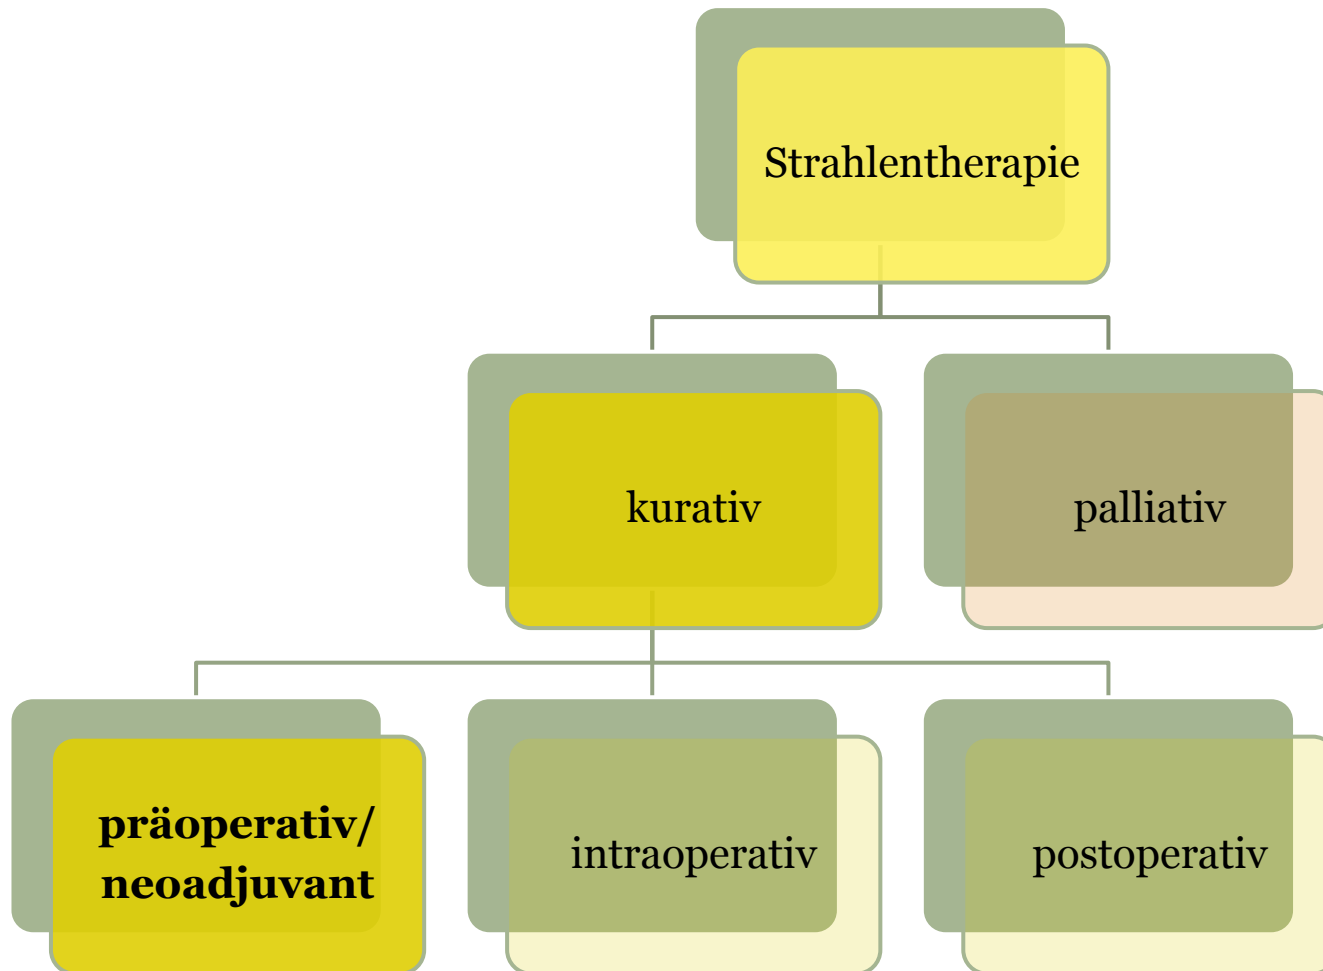 Strahlentherapie
kurativ
palliativ
präoperativ/
neoadjuvant
intraoperativ
postoperativ